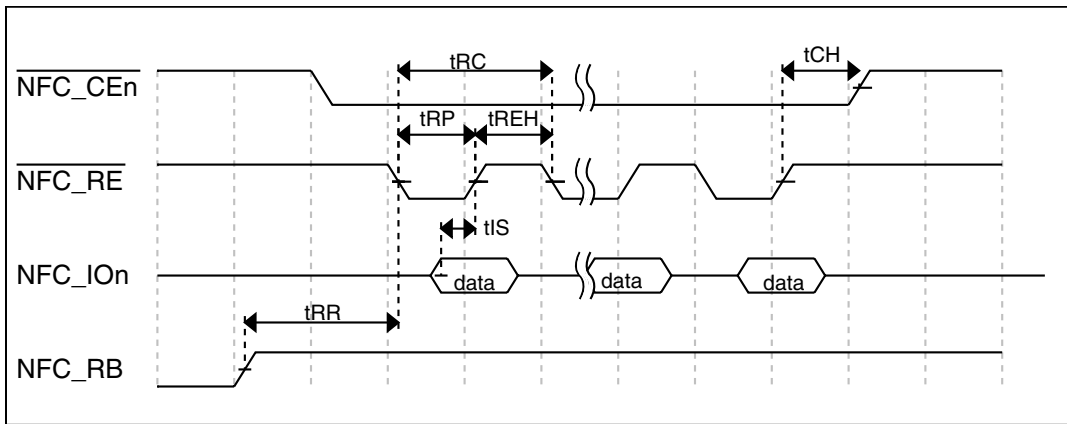 tRC
tCH
NFC_CEn
tRP
tREH
NFC_RE
tIS
NFC_IOn
data
data
data
tRR
NFC_RB